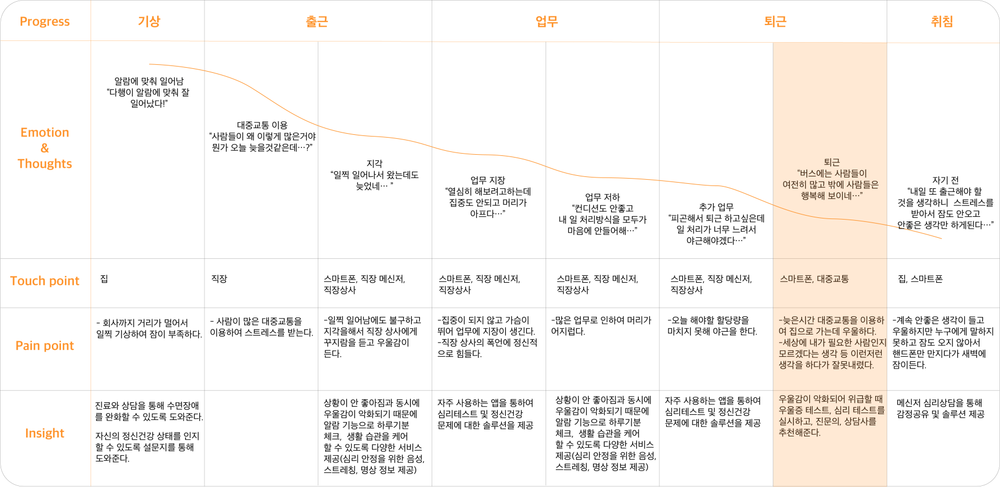 Progress
기상
출근
업무
퇴근
취침
Emotion
&
Thoughts
알람에 맞춰 일어남
“다행이 알람에 맞춰 잘
일어났다!”
대중교통 이용
“사람들이 왜 이렇게 많은거야
뭔가 오늘 늦을것같은데…?”
지각
“일찍 일어나서 왔는데도
늦었네… ”
업무 지장
“열심히 해보려고하는데
집중도 안되고 머리가
아프다…”
업무 저하
“컨디션도 안좋고
내 일 처리방식을 모두가
마음에 안들어해…”
추가 업무
“피곤해서 퇴근 하고싶은데
일 처리가 너무 느려서
야근해야겠다…”
퇴근
“버스에는 사람들이
여전히 많고 밖에 사람들은
행복해 보이네…”
자기 전
“내일 또 출근해야 할
것을 생각하니  스트레스를
받아서 잠도 안오고
안좋은 생각만 하게된다…”
Touch point
집
직장
스마트폰, 직장 메신저,
직장상사
스마트폰, 직장 메신저,
직장상사
스마트폰, 직장 메신저,
직장상사
스마트폰, 직장 메신저,
직장상사
스마트폰, 대중교통
집, 스마트폰
Pain point
- 회사까지 거리가 멀어서
일찍 기상하여 잠이 부족하다.
- 사람이 많은 대중교통을
이용하여 스트레스를 받는다.
-일찍 일어남에도 불구하고
지각을해서 직장 상사에게
꾸지람을 듣고 우울감이
든다.
-집중이 되지 않고 가슴이
뛰어 업무에 지장이 생긴다.
-직장 상사의 폭언에 정신적
으로 힘들다.
-많은 업무로 인하여 머리가
어지럽다.
-오늘 해야할 할당량을
마치지 못해 야근을 한다.
-늦은시간 대중교통을 이용하
여 집으로 가는데 우울하다.
-세상에 내가 필요한 사람인지
모르겠다는 생각 등 이런저런
생각을 하다가 잘못내렸다.
-계속 안좋은 생각이 들고
우울하지만 누구에게 말하지
못하고 잠도 오지 않아서
핸드폰만 만지다가 새벽에
잠이든다.
Insight
진료와 상담을 통해 수면장애
를 완화할 수 있도록 도와준다.
자신의 정신건강 상태를 인지
할 수 있도록 설문지를 통해
도와준다.
상황이 안 좋아짐과 동시에
우울감이 악화되기 때문에
알람 기능으로 하루기분
체크,  생활 습관을 케어
할 수 있도록 다양한 서비스
제공(심리 안정을 위한 음성,
스트레칭, 명상 정보 제공)
자주 사용하는 앱을 통하여
심리테스트 및 정신건강
문제에 대한 솔루션을 제공
상황이 안 좋아짐과 동시에
우울감이 악화되기 때문에
알람 기능으로 하루기분
체크,  생활 습관을 케어
할 수 있도록 다양한 서비스
제공(심리 안정을 위한 음성,
스트레칭, 명상 정보 제공)
자주 사용하는 앱을 통하여
심리테스트 및 정신건강
문제에 대한 솔루션을 제공
우울감이 악화되어 위급할 때
우울증 테스트, 심리 테스트를
실시하고, 진문의, 상담사를
추천해준다.
메신저 심리상담을 통해
감정공유 및 솔루션 제공